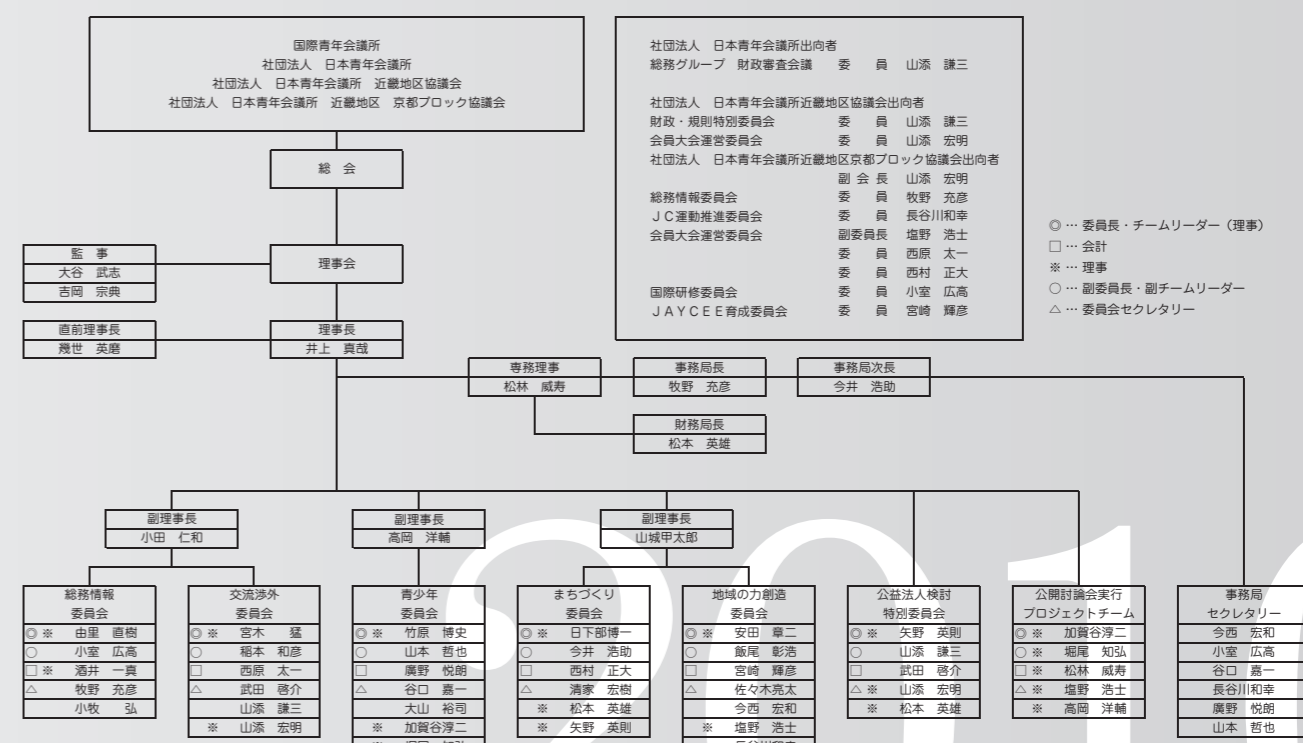 国際青年会議所
社団法人 日本青年会議所
社団法人 日本青年会議所 近畿地区協議会
社団法人 日本青年会議所 近畿地区 京都ブロック協議会
社団法人 日本青年会議所出向者
総務グループ 財政審査会議 委 員 山添 謙三
社団法人 日本青年会議所近畿地区協議会出向者
財政・規則特別委員会 委 員 山添 謙三
会員大会運営委員会 委 員 山添 宏明
社団法人 日本青年会議所近畿地区京都ブロック協議会出向者
副 会 長 山添 宏明
総務情報委員会 委 員 牧野 充彦
JC運動推進委員会 委 員 長谷川和幸
会員大会運営委員会 副委員長 塩野 浩士
委 員 西原 太一
委 員 西村 正大
国際研修委員会 委 員 小室 広高
JAYCEE育成委員会 委 員 宮崎 輝彦
◎ … 委員長・チームリーダー(理事)
□ … 会計
※ … 理事
○ … 副委員長・副チームリーダー
△ … 委員会セクレタリー
総 会
監 事
大谷 武志
吉岡 宗典
理事会
直前理事長
幾世 英磨
理事長
井上 真哉
専務理事
松林 威寿
事務局長
牧野 充彦
事務局次長
今井 浩助
財務局長
松本 英雄
副理事長
小田 仁和
副理事長
高岡 洋輔
副理事長
山城甲太郎
総務情報
委員会
◎ ※ 由里 直樹
○ 小室 広高
□ ※ 酒井 一真
△ 牧野 充彦
小牧 弘
交流渉外
委員会
◎ ※ 宮木 猛
○ 稲本 和彦
□ 西原 太一
△ 武田 啓介
山添 謙三
※ 山添 宏明
青少年
委員会
◎ ※ 竹原 博史
○ 山本 哲也
□ 廣野 悦朗
△ 谷口 嘉一
大山 裕司
※ 加賀谷淳二
まちづくり
委員会
◎ ※ 日下部博一
○ 今井 浩助
□ 西村 正大
△ 清家 宏樹
※ 松本 英雄
※ 矢野 英則
地域の力創造
委員会
◎ ※ 安田 章二
○ 飯尾 彰浩
□ 宮崎 輝彦
△ 佐々木亮太
今西 宏和
※ 塩野 浩士
公益法人検討
特別委員会
◎ ※ 矢野 英則
○ 山添 謙三
□ 武田 啓介
△ ※ 山添 宏明
※ 松本 英雄
公開討論会実行
プロジェクトチーム
◎ ※ 加賀谷淳二
○ ※ 堀尾 知弘
□ ※ 松林 威寿
△ ※ 塩野 浩士
※ 高岡 洋輔
事務局
セクレタリー
今西 宏和
小室 広高
谷口 嘉一
長谷川和幸
廣野 悦朗
山本 哲也